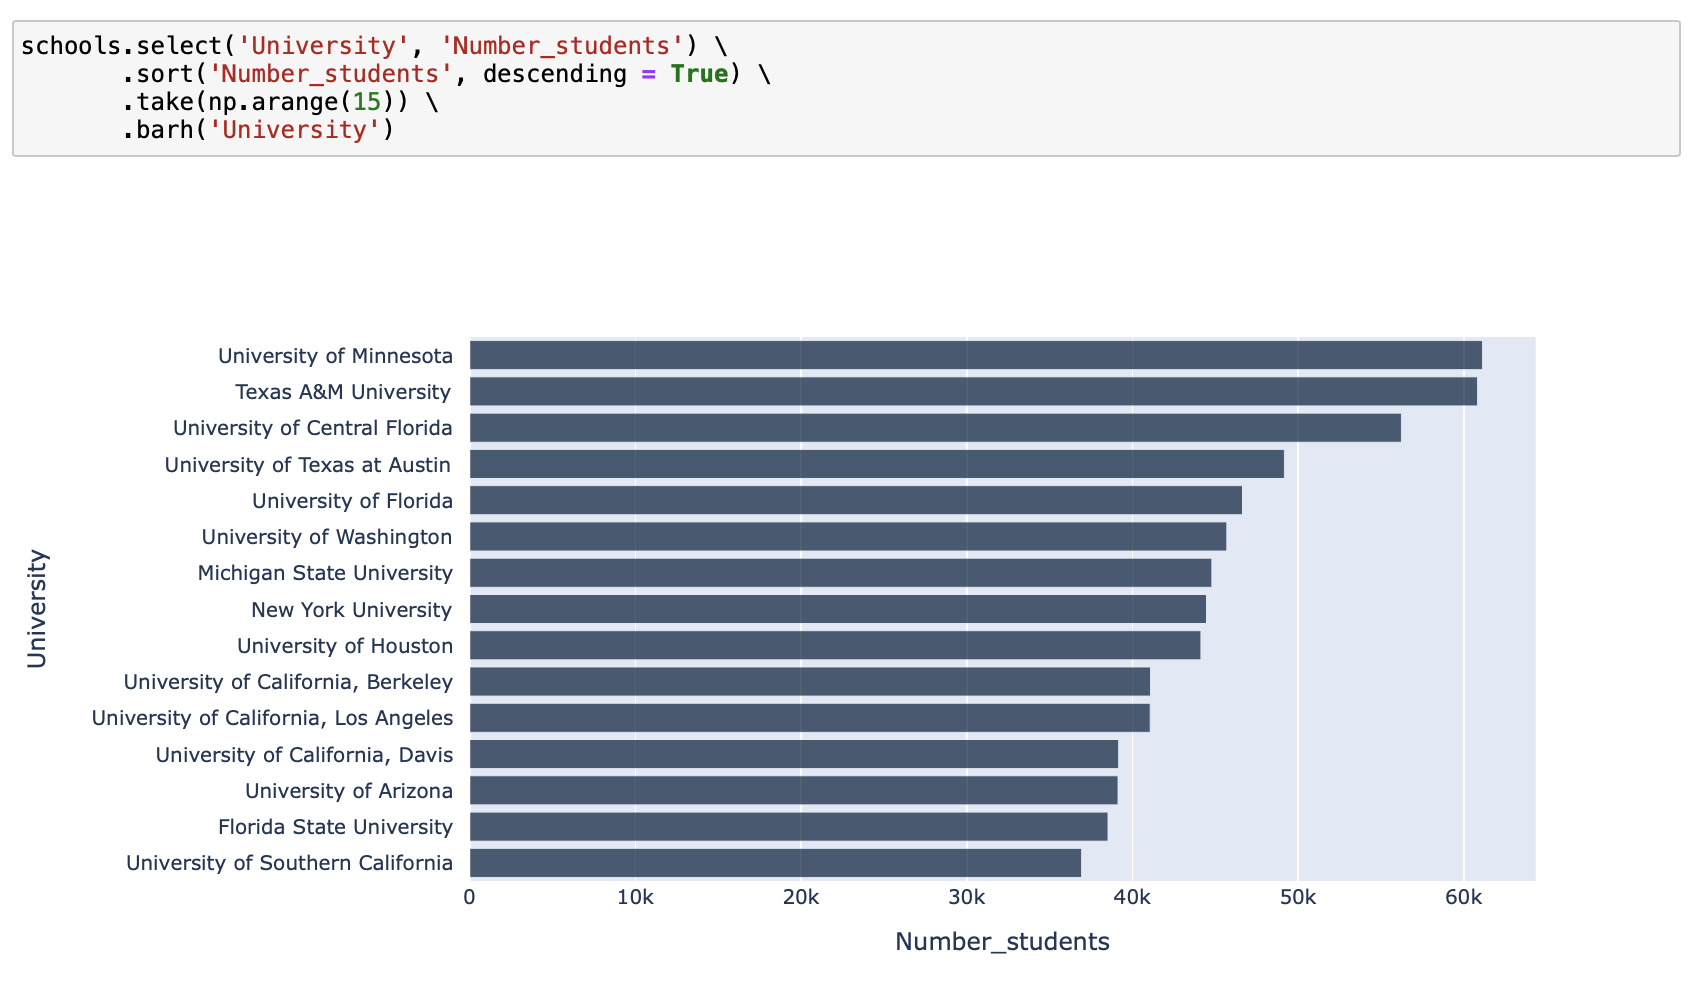 schools.select('University', 'Number_students') \
.sort('Number_students', descending = True) \
.take(np.arange(15)) \
.barh('University')
University of Minnesota
Texas A&M University
University of Central Florida
University of Texas at Austin
University of Florida
University of Washington
Michigan State University
New York University
University of Houston
University of California, Berkeley
University of California, Los Angeles
University of California, Davis
University of Arizona
Florida State University
University of Southern California
University
0 10k 20k 30k 40k 50k 60k
Number_students